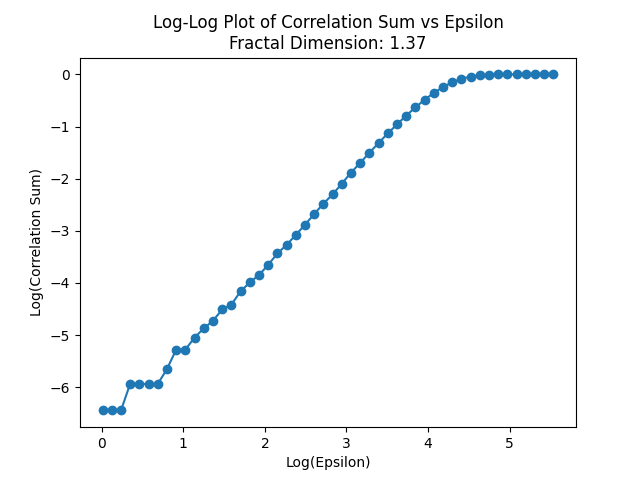 Log-Log Plot of Correlation Sum vs Epsilon
Fractal Dimension: 1.37
0
−1
−2
−3
−4
−5
−6
Log(Correlation Sum)
0 1 2 3 4 5
Log(Epsilon)